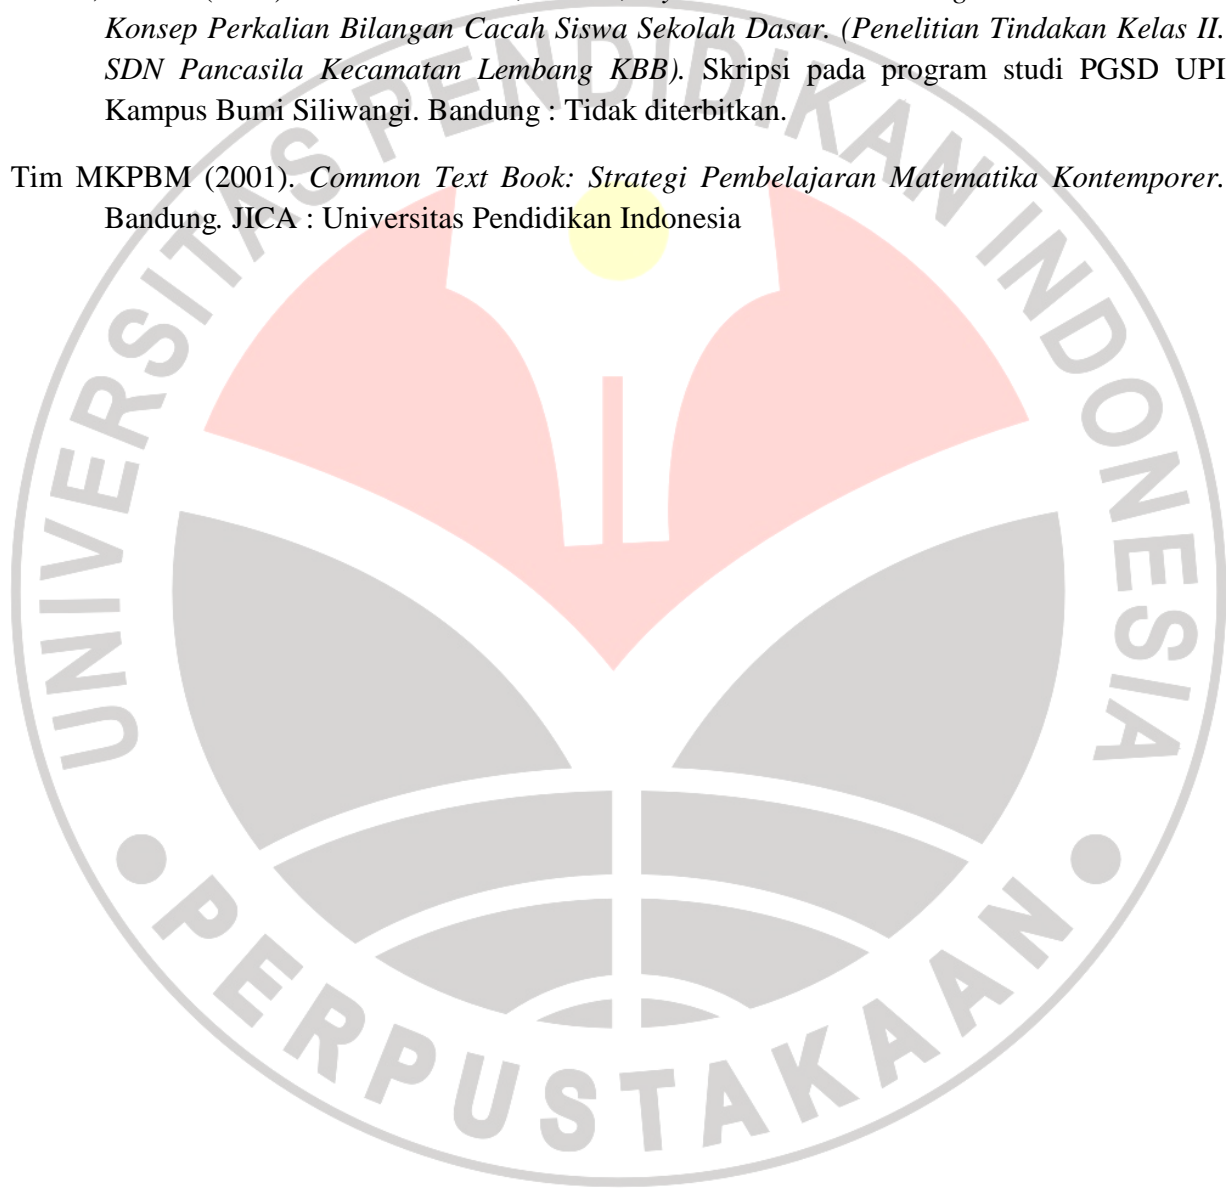 Konsep Perkalian Bilangan Cacah Siswa Sekolah Dasar. (Penelitian Tindakan Kelas II.
SDN Pancasila Kecamatan Lembang KBB). Skripsi pada program studi PGSD UPI
Kampus Bumi Siliwangi. Bandung : Tidak diterbitkan.
Tim MKPBM (2001). Common Text Book: Strategi Pembelajaran Matematika Kontemporer.
Bandung. JICA : Universitas Pendidikan Indonesia
UNIVERSITAS PENDIDIKAN INDONESIA
PERPUSTAKAAN